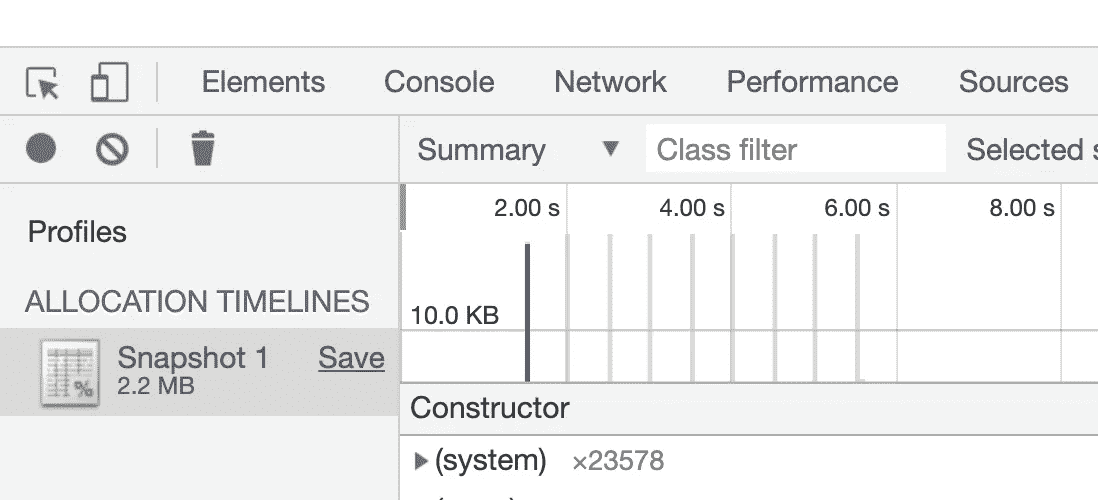 Elements Console Network Performance Sources
Summary ▼ Class filter Selected s
Profiles
ALLOCATION TIMELINES
Snapshot 1 Save
2.2 MB
2.00 s 4.00 s 6.00 s 8.00 s
10.0 KB
Constructor
(system) ×23578